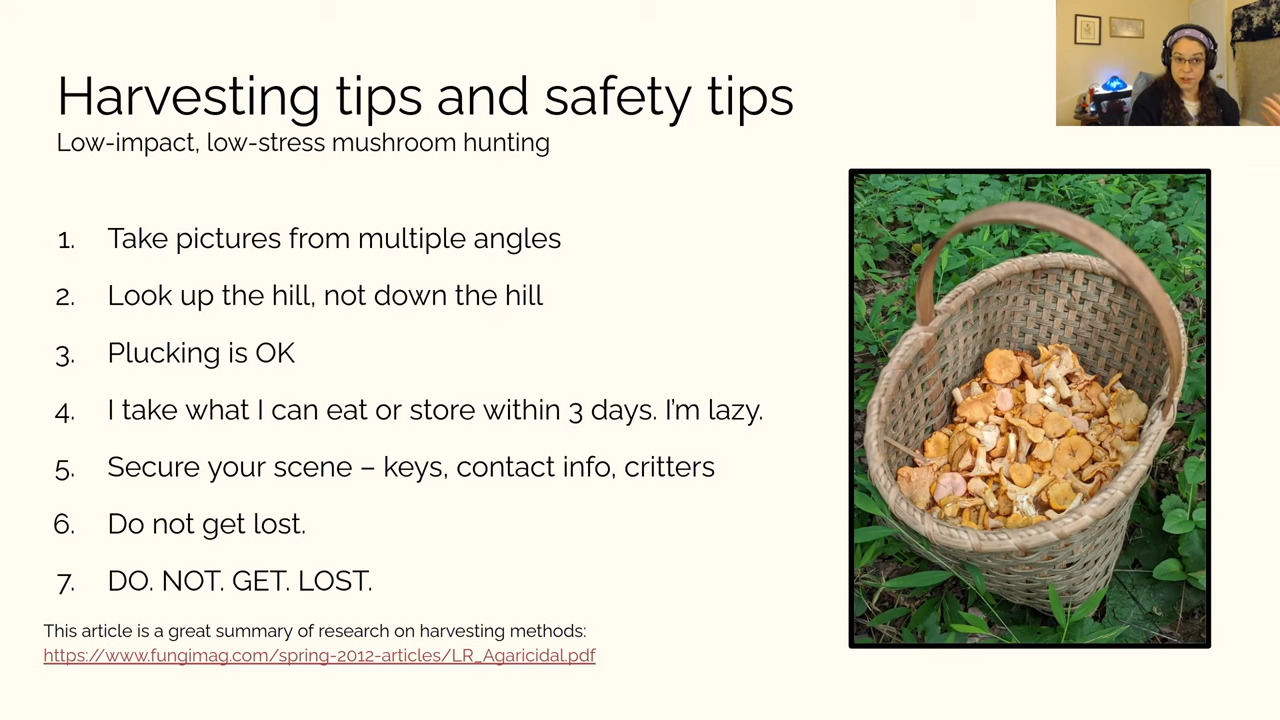 Harvesting tips and safety tips
Low-impact, low-stress mushroom hunting
1. Take pictures from multiple angles
2. Look up the hill, not down the hill
3. Plucking is OK
4. I take what I can eat or store within 3 days. I'm lazy.
5. Secure your scene – keys, contact info, critters
6. Do not get lost.
7. DO. NOT. GET. LOST.
This article is a great summary of research on harvesting methods:
https://www.fungimag.com/spring-2012-articles/LR_Agaricidal.pdf